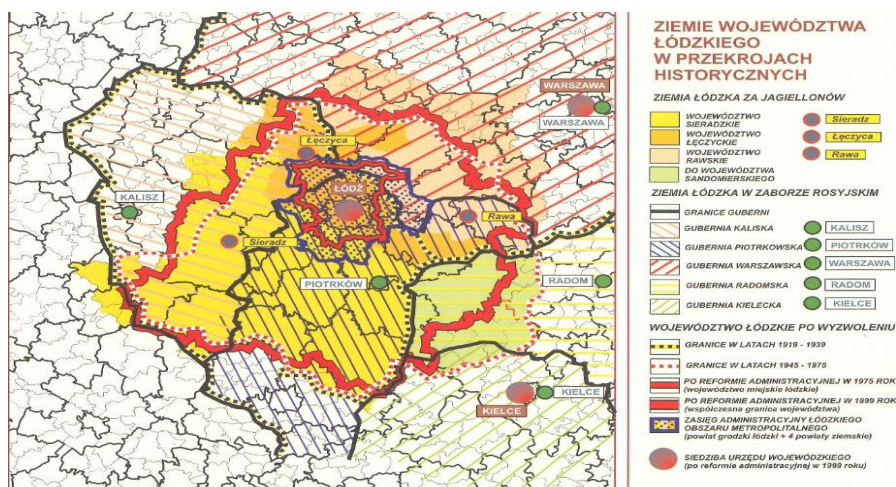 WARSZAWA
WARSZAWA
Łęczyca
ŁÓDŹ
KALISZ
Rawa
Sieradz
PIOTRKÓW
RADOM
KIELCE
KIELCE
ZIEMIE WOJEWÓDZTWA
ŁÓDZKIEGO
W PRZEKROJACH
HISTORYCZNYCH
ZIEMIA ŁÓDZKA ZA JAGIELLONÓW
WOJEWÓDZTWO
SIERADZKIE
Sieradz
WOJEWÓDZTWO
ŁĘCZYCKIE
Łęczyca
WOJEWÓDZTWO
RAWSKIE
Rawa
DO WOJEWÓDZTWA
SANDOMIERSKIEGO
ZIEMIA ŁÓDZKA W ZABORZE ROSYJSKIM
GRANICE GUBERNI
GUBERNIA KALISKA
KALISZ
GUBERNIA PIOTRKOWSKA
PIOTRKÓW
GUBERNIA WARSZAWSKA
WARSZAWA
GUBERNIA RADOMSKA
RADOM
GUBERNIA KIELECKA
KIELCE
WOJEWÓDZTWO ŁÓDZKIE PO WYZWOLENIU
GRANICE W LATACH 1919 - 1939
GRANICE W LATACH 1945 - 1975
PO REFORMIE ADMINISTRACYJNEJ W 1975 ROK
(województwo miejskie łódzkie)
PO REFORMIE ADMINISTRACYJNEJ W 1999 ROK
(współczesna granica województwa)
ZASIĘG ADMINISTRACYJNY ŁÓDZKIEGO
OBSZARU METROPOLITALNEGO
(powiat grodzki łódzki + 4 powiaty ziemskie)
SIEDZIBA URZĘDU WOJEWÓDZKIEGO
(po reformie administracyjnej w 1999 roku)